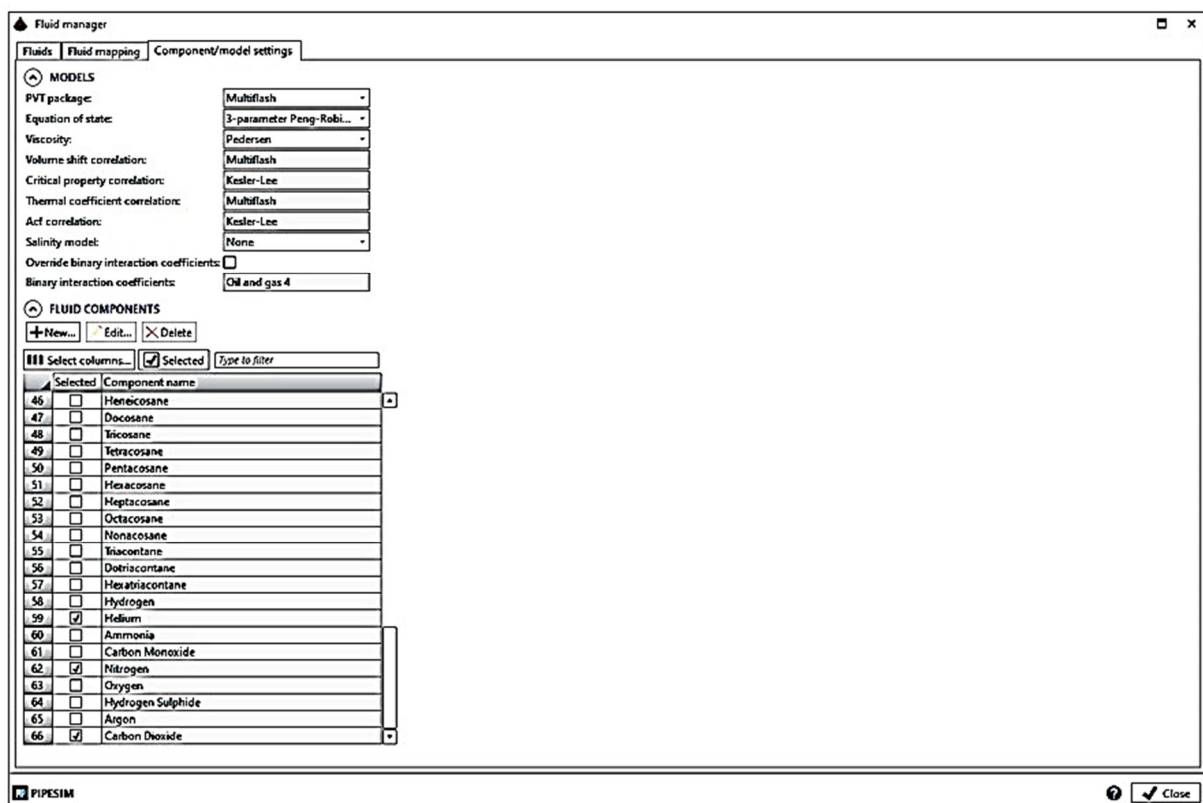 Fluid manager
Fluids Fluid mapping Component/model settings
MODELS
PVT package: Multiflash
Equation of state: 3-parameter Peng-Robi...
Viscosity: Pedersen
Volume shift correlation: Multiflash
Critical property correlation: Kesler-Lee
Thermal coefficient correlation: Multiflash
Acf correlation: Kesler-Lee
Salinity model: None
Override binary interaction coefficients:
Binary interaction coefficients: Oil and gas 4
FLUID COMPONENTS
New... Edit... Delete
Select columns... Selected Type to filter
Selected Component name
46 Heneicosane
47 Docosane
48 Tricosane
49 Tetracosane
50 Pentacosane
51 Hexacosane
52 Heptacosane
53 Octacosane
54 Nonacosane
55 Triacontane
56 Dotriacontane
57 Hexatriacontane
58 Hydrogen
59 Helium
60 Ammonia
61 Carbon Monoxide
62 Nitrogen
63 Oxygen
64 Hydrogen Sulphide
65 Argon
66 Carbon Dioxide
PIPESIM ? Close